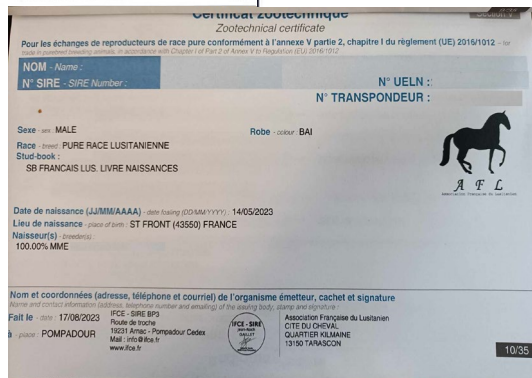 Certificat zootechnique
Section V
Zootechnical certificate
Pour les échanges de reproducteurs de race pure conformément à l'annexe V partie 2, chapitre I du règlement (UE) 2016/1012 - for
trade in purebred breeding animals, in accordance with Chapter I of Part 2 of Annex V to Regulation (EU) 2016/1012
NOM - Name :
N° SIRE - SIRE Number :
N° UELN :
N° TRANSPONDEUR :
Sexe - sex : MALE
Robe - colour : BAI
Race - breed : PURE RACE LUSITANIENNE
Stud-book :
SB FRANCAIS LUS. LIVRE NAISSANCES
A F L
Association Française du Lusitanien
Date de naissance (JJ/MM/AAAA) - date foaling (DD/MM/YYYY) : 14/05/2023
Lieu de naissance - place of birth : ST FRONT (43550) FRANCE
Naisseur(s) - breeder(s) :
100.00% MME
Nom et coordonnées (adresse, téléphone et courriel) de l'organisme émetteur, cachet et signature
Name and contact information (address, telephone number and emailing) of the issuing body, stamp and signature :
Fait le - date : 17/08/2023
à - place : POMPADOUR
IFCE - SIRE BP3
Route de troche
19231 Arnac - Pompadour Cedex
Mail : info@ifce.fr
www.ifce.fr
IFCE - SIRE
Association Française du Lusitanien
CITE DU CHEVAL
QUARTIER KILMAINE
13150 TARASCON
10/35